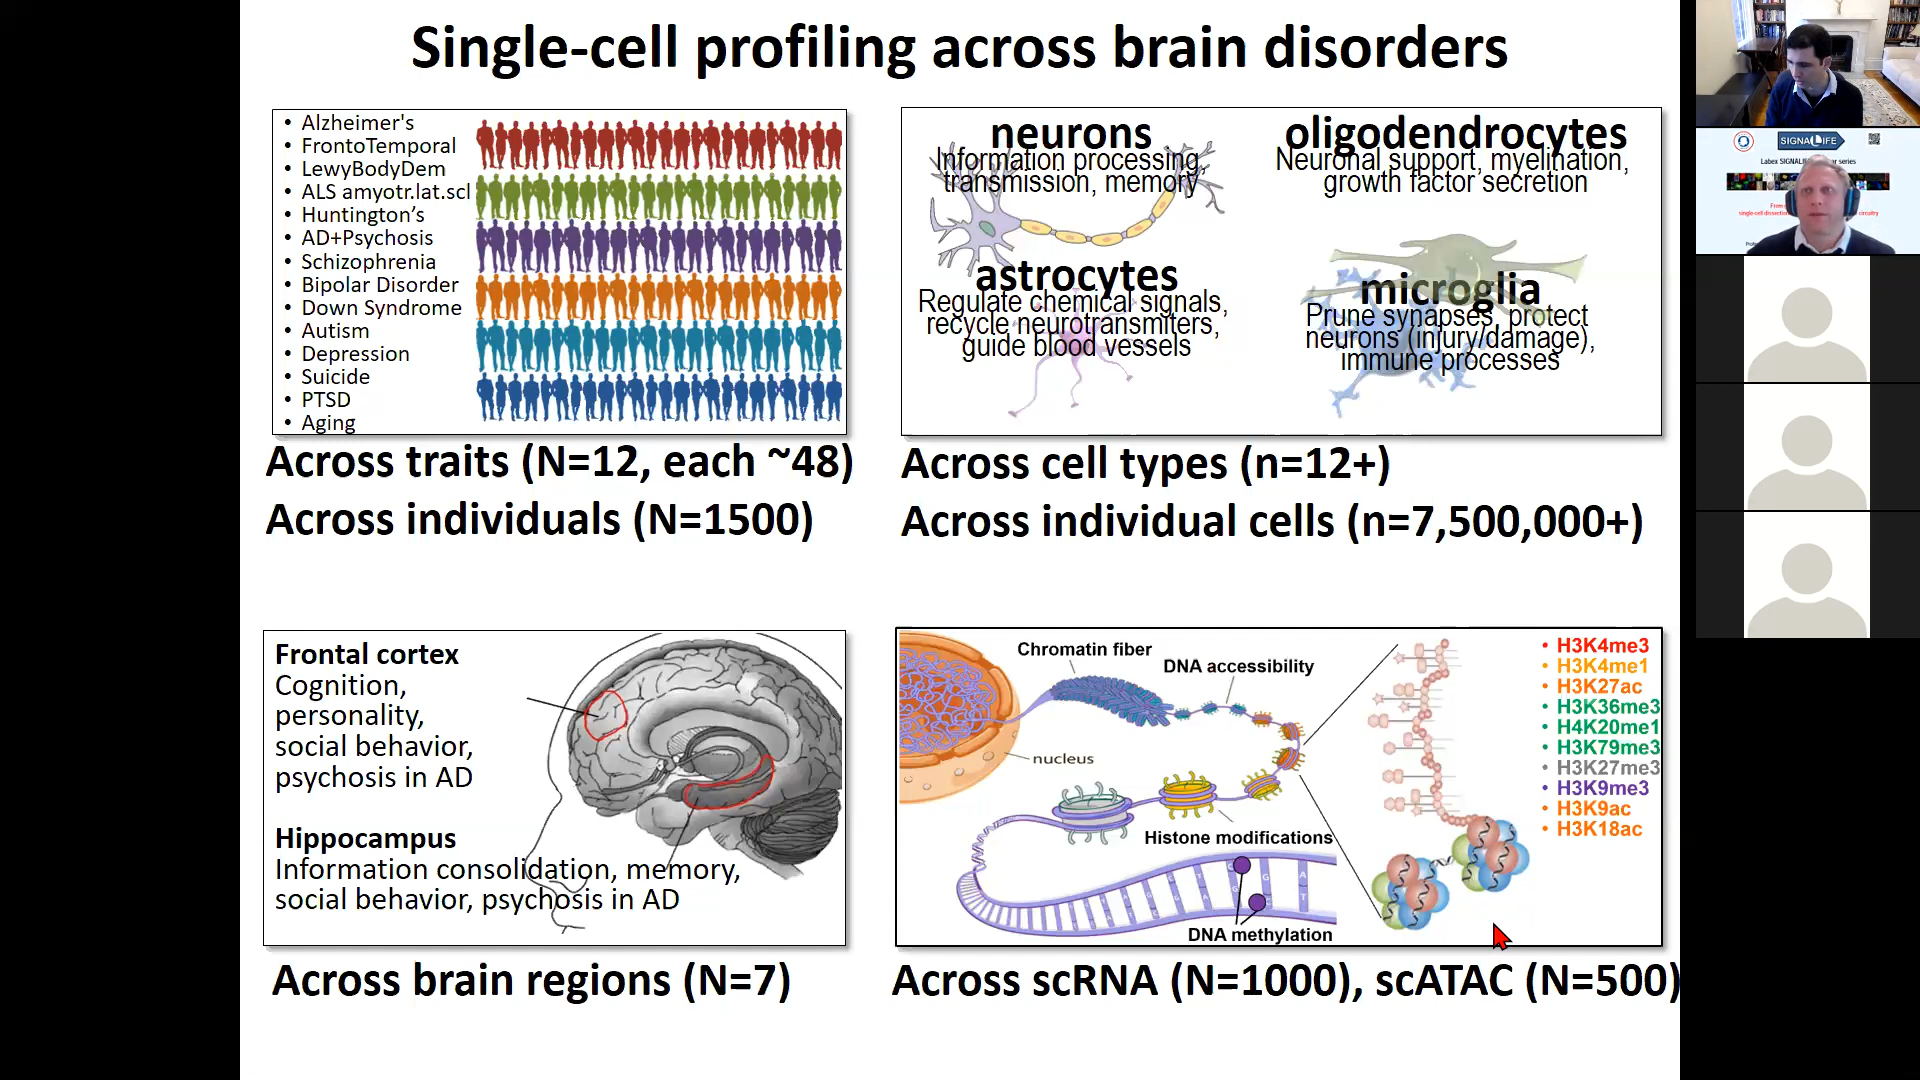 Single-cell profiling across brain disorders
• Alzheimer's
• FrontoTemporal
• LewyBodyDem
• ALS amyotr.lat.scl
• Huntington’s
• AD+Psychosis
• Schizophrenia
• Bipolar Disorder
• Down Syndrome
• Autism
• Depression
• Suicide
• PTSD
• Aging
Across traits (N=12, each ~48)
Across individuals (N=1500)
neurons
Information processing,
transmission, memory
oligodendrocytes
Neuronal support, myelination,
growth factor secretion
astrocytes
Regulate chemical signals,
recycle neurotransmiters,
guide blood vessels
microglia
Prune synapses, protect
neurons (injury/damage),
immune processes
Across cell types (n=12+)
Across individual cells (n=7,500,000+)
Frontal cortex
Cognition,
personality,
social behavior,
psychosis in AD
Hippocampus
Information consolidation, memory,
social behavior, psychosis in AD
Across brain regions (N=7)
Chromatin fiber
DNA accessibility
nucleus
Histone modifications
DNA methylation
• H3K4me3
• H3K4me1
• H3K27ac
• H3K36me3
• H4K20me1
• H3K79me3
• H3K27me3
• H3K9me3
• H3K9ac
• H3K18ac
Across scRNA (N=1000), scATAC (N=500)
SIGNALIFE
Labex
series
single-cell
circuitry